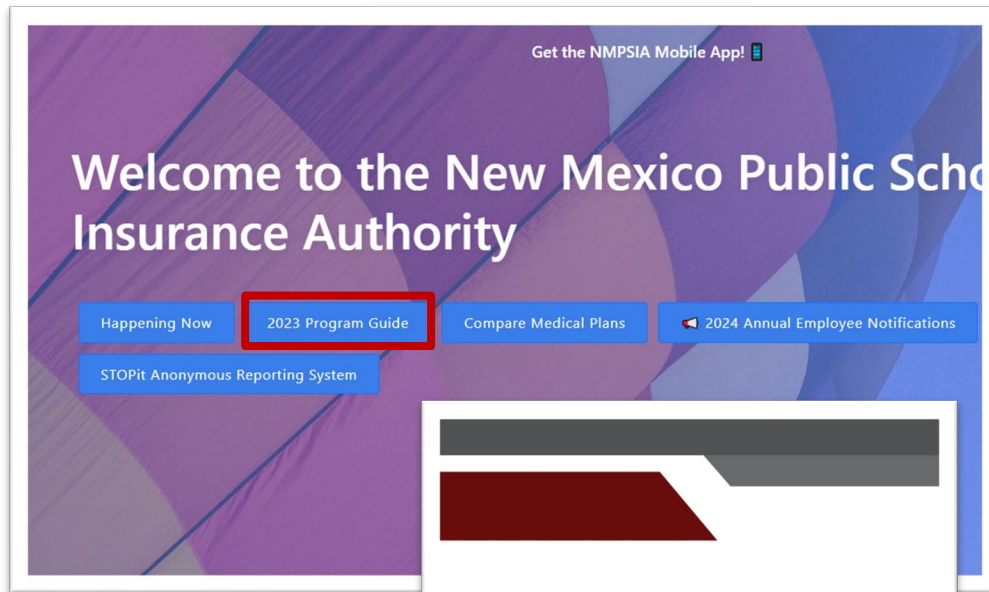 Get the NMPSIA Mobile App!
Welcome to the New Mexico Public Scho
Insurance Authority
Happening Now
2023 Program Guide
Compare Medical Plans
2024 Annual Employee Notifications
STOPit Anonymous Reporting System